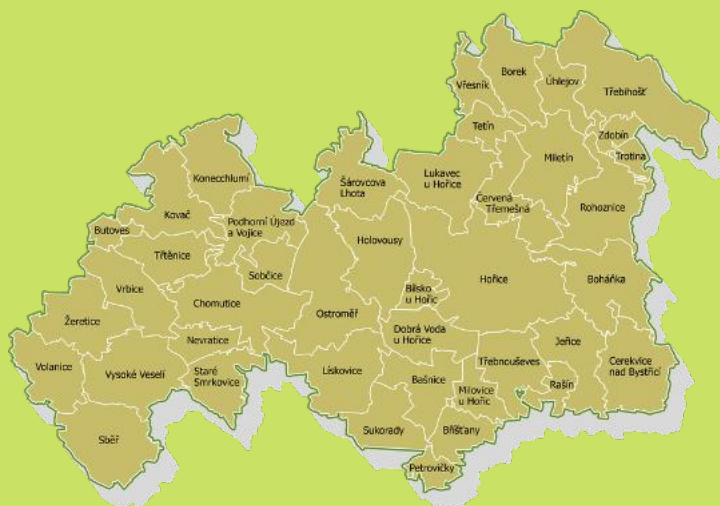 Borek
Vřesník
Úhlejov
Třebihošť
Tetín
Zdobín
Miletín
Trotina
Konecchlumí
Šárovcova
Lhota
Lukavec
u Hořice
Červená
Třemešná
Rohoznice
Kovač
Podhorní Újezd
a Vojice
Butoves
Holovousy
Třtěnice
Sobčice
Hořice
Boháňka
Vrbice
Bílsko
u Hořic
Chomutice
Ostroměř
Žeretice
Dobrá Voda
u Hořice
Nevratice
Jeřice
Třebnouševes
Cerekvice
nad Bystřicí
Volanice
Vysoké Veselí
Staré
Smrkovice
Lískovice
Bašnice
Milovice
u Hořic
Rašín
Sukorady
Bříšťany
Sběř
Petrovičky